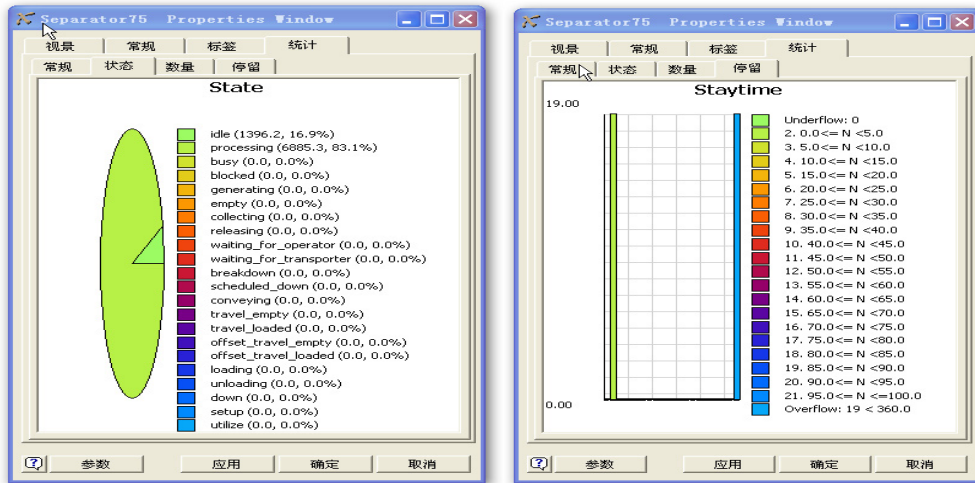 Separator75 Properties Window
视景 常规 标签 统计
常规 状态 数量 停留
State
idle (1396.2, 16.9%)
processing (6885.3, 83.1%)
busy (0.0, 0.0%)
blocked (0.0, 0.0%)
generating (0.0, 0.0%)
empty (0.0, 0.0%)
collecting (0.0, 0.0%)
releasing (0.0, 0.0%)
waiting_for_operator (0.0, 0.0%)
waiting_for_transporter (0.0, 0.0%)
breakdown (0.0, 0.0%)
scheduled_down (0.0, 0.0%)
conveying (0.0, 0.0%)
travel_empty (0.0, 0.0%)
travel_loaded (0.0, 0.0%)
offset_travel_empty (0.0, 0.0%)
offset_travel_loaded (0.0, 0.0%)
loading (0.0, 0.0%)
unloading (0.0, 0.0%)
down (0.0, 0.0%)
setup (0.0, 0.0%)
utilize (0.0, 0.0%)
参数 应用 确定 取消
Separator75 Properties Window
视景 常规 标签 统计
常规 状态 数量 停留
Staytime
19.00
0.00
Underflow: 0
2. 0.0<= N <5.0
3. 5.0<= N <10.0
4. 10.0<= N <15.0
5. 15.0<= N <20.0
6. 20.0<= N <25.0
7. 25.0<= N <30.0
8. 30.0<= N <35.0
9. 35.0<= N <40.0
10. 40.0<= N <45.0
11. 45.0<= N <50.0
12. 50.0<= N <55.0
13. 55.0<= N <60.0
14. 60.0<= N <65.0
15. 65.0<= N <70.0
16. 70.0<= N <75.0
17. 75.0<= N <80.0
18. 80.0<= N <85.0
19. 85.0<= N <90.0
20. 90.0<= N <95.0
21. 95.0<= N <=100.0
Overflow: 19 < 360.0
参数 应用 确定 取消